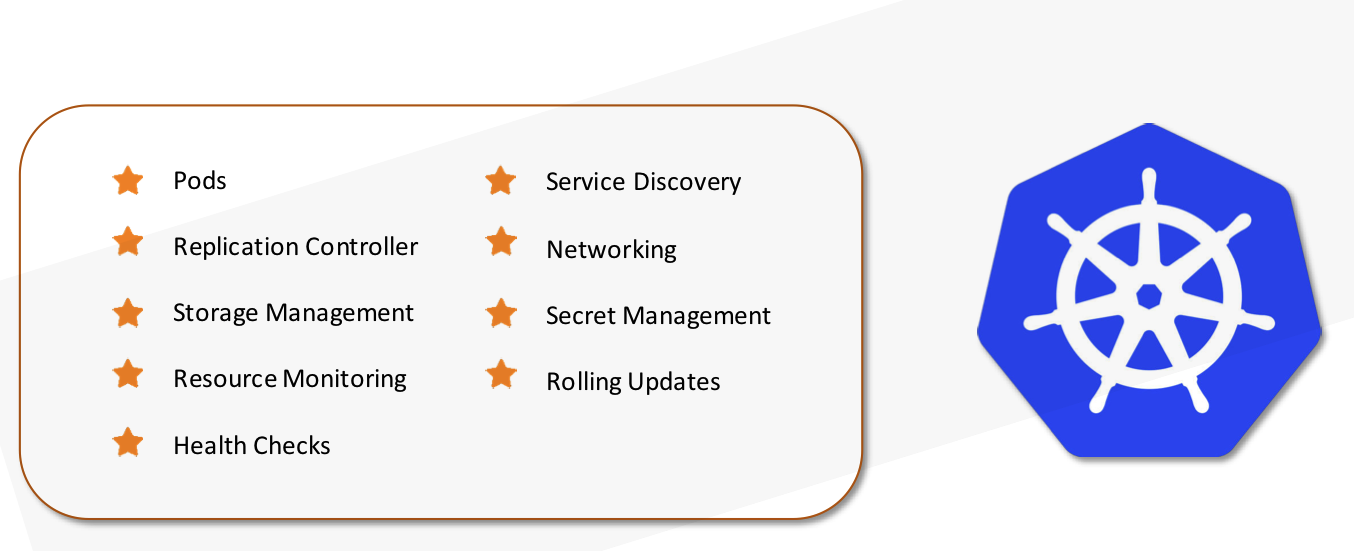 Pods
Replication Controller
Storage Management
Resource Monitoring
Health Checks
Service Discovery
Networking
Secret Management
Rolling Updates